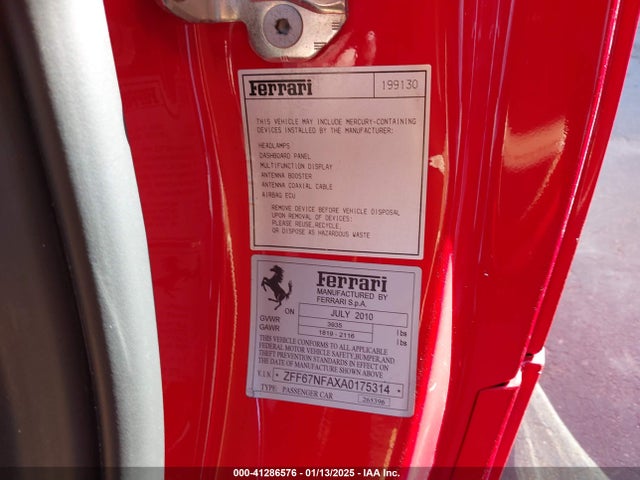 Ferrari 199130
THIS VEHICLE MAY INCLUDE MERCURY-CONTAINING
DEVICES INSTALLED BY THE MANUFACTURER:
HEADLAMPS
DASHBOARD PANEL
MULTIFUNCTION DISPLAY
ANTENNA BOOSTER
ANTENNA COAXIAL CABLE
AIRBAG ECU
REMOVE DEVICE BEFORE VEHICLE DISPOSAL
UPON REMOVAL OF DEVICES:
PLEASE REUSE,RECYCLE,
OR DISPOSE AS HAZARDOUS WASTE
Ferrari
MANUFACTURED BY
FERRARI S.p.A.
ON JULY 2010
GVWR 3935 lbs
GAWR 1819 - 2116 lbs
THIS VEHICLE CONFORMS TO ALL APPLICABLE
FEDERAL MOTOR VEHICLE SAFETY, BUMPER, AND
THEFT PREVENTION STANDARDS IN EFFECT ON
THE DATE OF MANUFACTURE SHOWN ABOVE.
V.I.N. * ZFF67NFAXA0175314 *
TYPE: PASSENGER CAR 265396
000-41286576 - 01/13/2025 - IAA Inc.